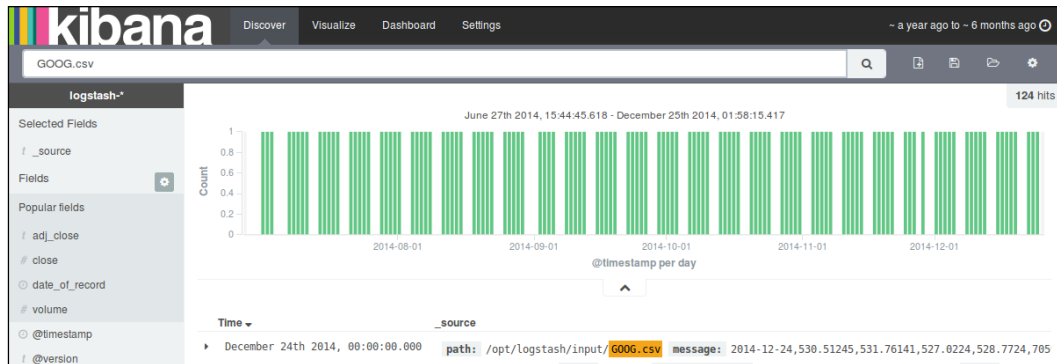 kibana
Discover Visualize Dashboard Settings ~ a year ago to ~ 6 months ago
GOOG.csv
logstash-*
124 hits
Selected Fields
t _source
Fields
Popular fields
t adj_close
# close
date_of_record
# volume
@timestamp
t @version
June 27th 2014, 15:44:45.618 - December 25th 2014, 01:58:15.417
Count
1
0.8
0.6
0.4
0.2
0
2014-08-01 2014-09-01 2014-10-01 2014-11-01 2014-12-01
@timestamp per day
Time _source
December 24th 2014, 00:00:00.000 path: /opt/logstash/input/GOOG.csv message: 2014-12-24,530.51245,531.76141,527.0224,528.7724,705